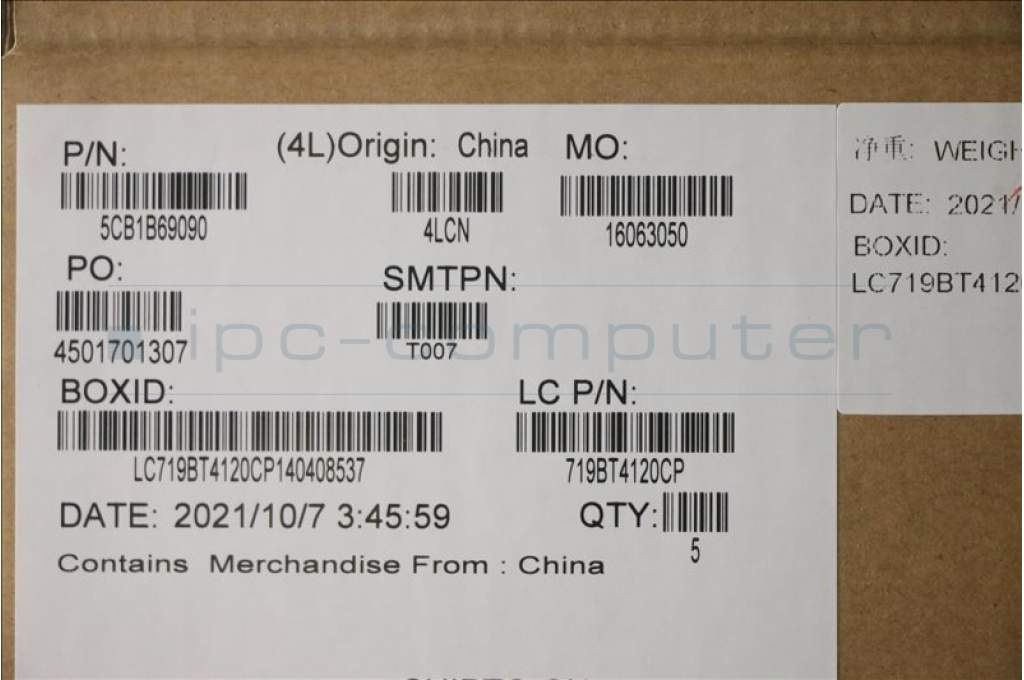 P/N: (4L)Origin: China MO:
5CB1B69090 4LCN 16063050
PO: SMTPN:
4501701307 T007
ipc-computer
BOXID: LC P/N:
LC719BT4120CP140408537 719BT4120CP
DATE: 2021/10/7 3:45:59 QTY:
5
Contains Merchandise From : China
净重:
DATE: 2021/
BOXID:
LC719BT412